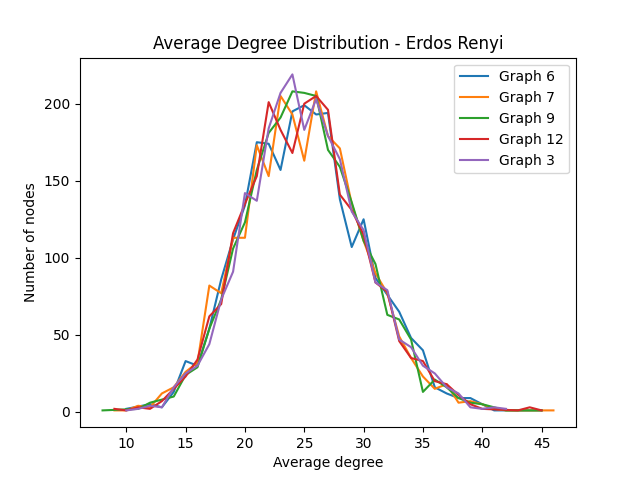 Average Degree Distribution - Erdos Renyi
Graph 6
Graph 7
Graph 9
Graph 12
Graph 3
Number of nodes
200
150
100
50
0
10 15 20 25 30 35 40 45
Average degree